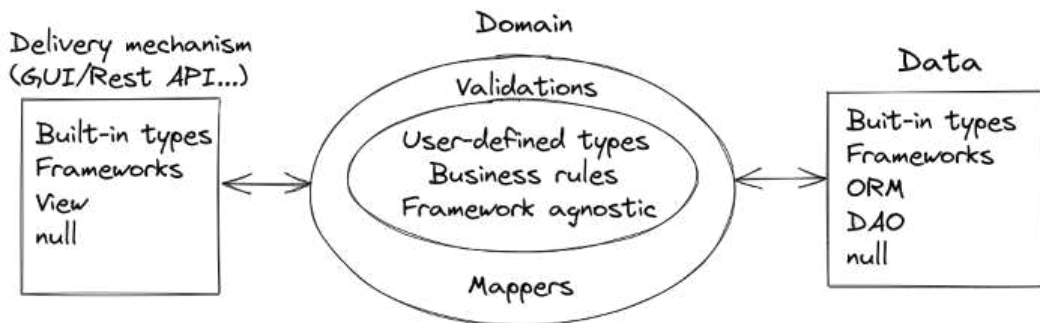 Delivery mechanism
(GUI/Rest API...)
Built-in types
Frameworks
View
null
Domain
Validations
User-defined types
Business rules
Framework agnostic
Mappers
Data
Buit-in types
Frameworks
ORM
DAO
null